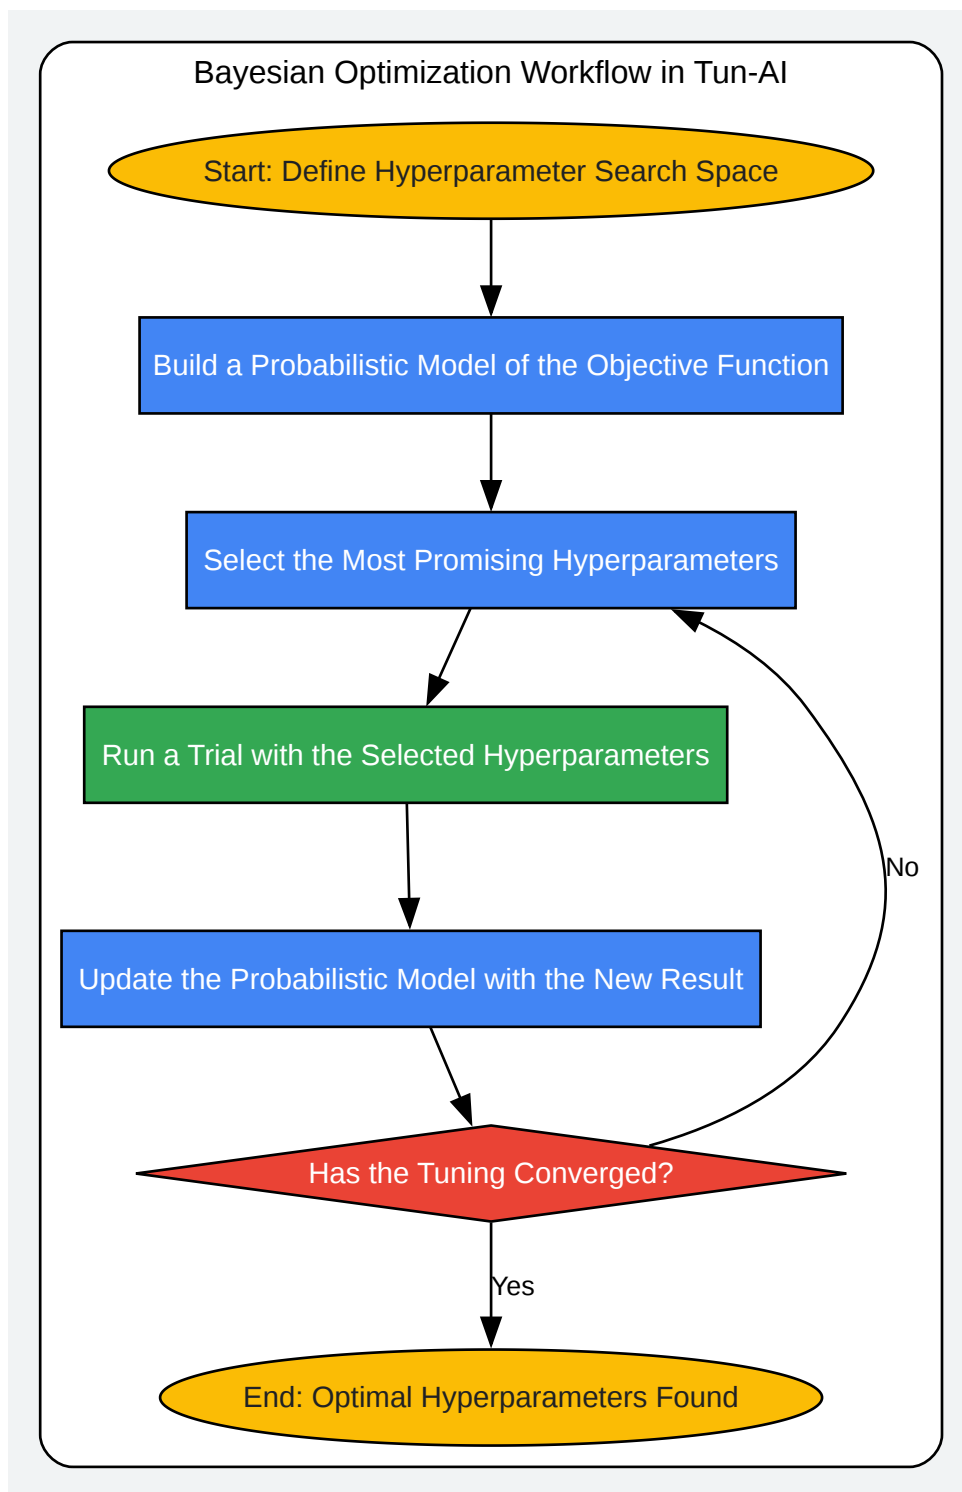 Bayesian Optimization Workflow in Tun-AI
Start: Define Hyperparameter Search Space
Build a Probabilistic Model of the Objective Function
Select the Most Promising Hyperparameters
Run a Trial with the Selected Hyperparameters
No
Update the Probabilistic Model with the New Result
Has the Tuning Converged?
Yes
End: Optimal Hyperparameters Found